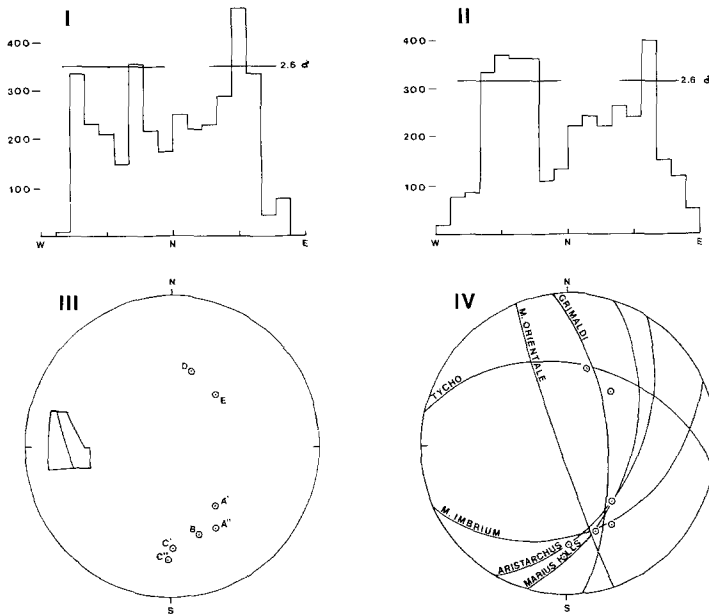 I
400
300
200
100
2.6 σ
W N E
II
400
300
200
100
2.6 σ
W N E
III
N
D
E
A'
A"
B
C'
C"
S
IV
N
GRIMALDI
M. ORIENTALE
TYCHO
M. IMBRIUM
ARISTARCHUS
MARIUS HILLS
S